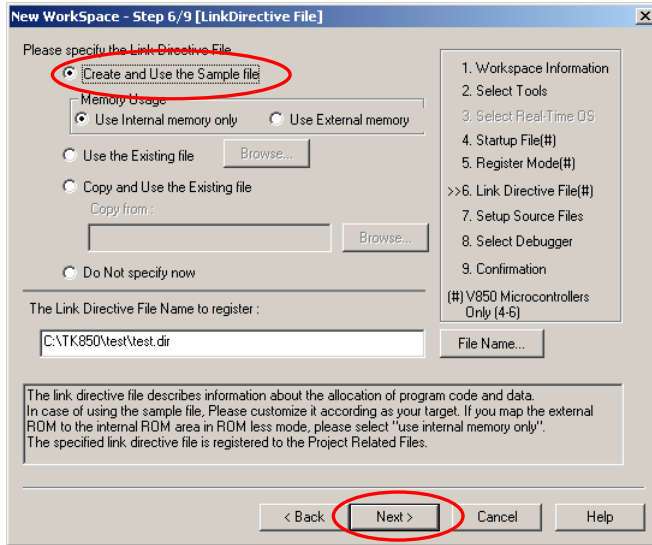 New WorkSpace - Step 6/9 [LinkDirective File]
Please specify the Link Directive File
Create and Use the Sample file
Memory Usage
Use Internal memory only
Use External memory
Use the Existing file
Browse...
Copy and Use the Existing file
Copy from :
Browse...
Do Not specify now
1. Workspace Information
2. Select Tools
3. Select Real-Time OS
4. Startup File(#)
5. Register Mode(#)
>>6. Link Directive File(#)
7. Setup Source Files
8. Select Debugger
9. Confirmation
(#) V850 Microcontrollers
Only (4-6)
The Link Directive File Name to register :
C:\TK850\test\test.dir
File Name...
The link directive file describes information about the allocation of program code and data.
In case of using the sample file, Please customize it according as your target. If you map the external
ROM to the internal ROM area in ROM less mode, please select "use internal memory only".
The specified link directive file is registered to the Project Related Files.
< Back
Next >
Cancel
Help